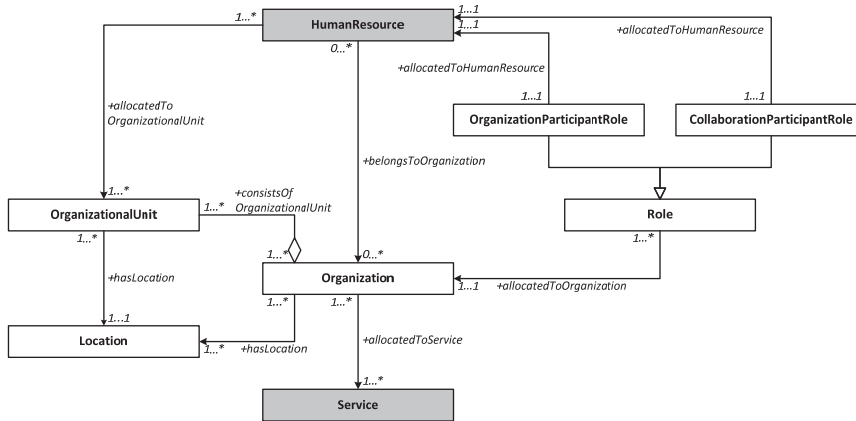 1...*
HumanResource
1...1
1...1
+allocatedToHumanResource
0...*
+allocatedToHumanResource
1...1
1...1
+allocatedTo
OrganizationalUnit
OrganizationParticipantRole
CollaborationParticipantRole
+belongsToOrganization
1...*
+consistsOf
OrganizationalUnit
1...*
OrganizationalUnit
Role
1...*
1...*
1...*
0...*
+hasLocation
Organization
1...1
+allocatedToOrganization
1...*
1...*
1...1
Location
1...*
+hasLocation
+allocatedToService
1...*
Service